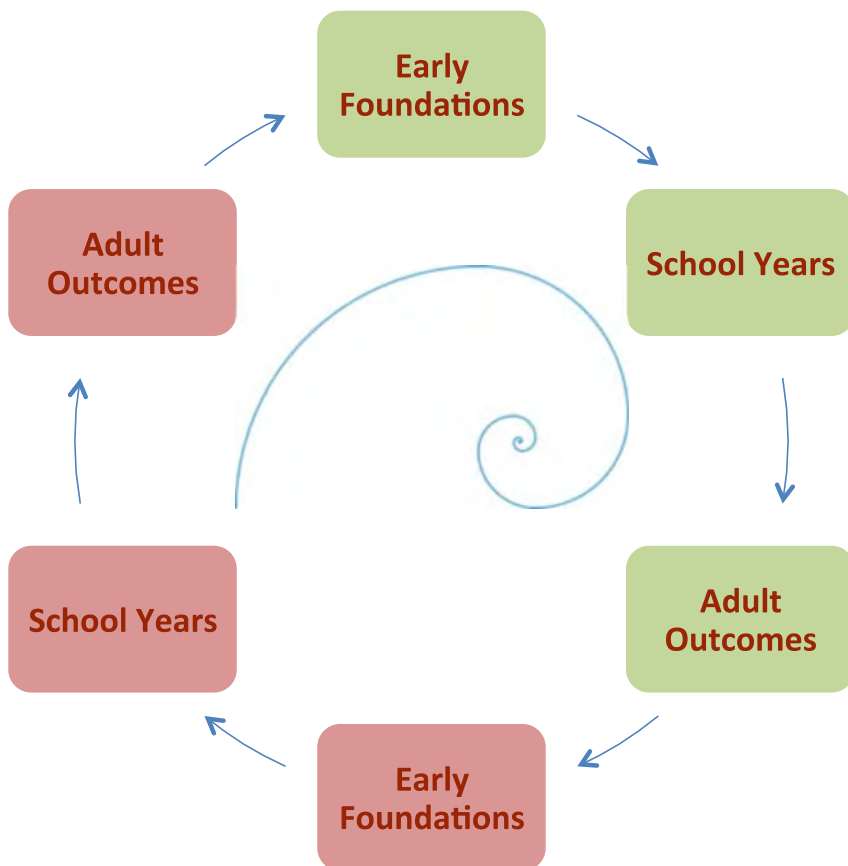 Early
Foundations
School Years
Adult
Outcomes
Early
Foundations
School Years
Adult
Outcomes